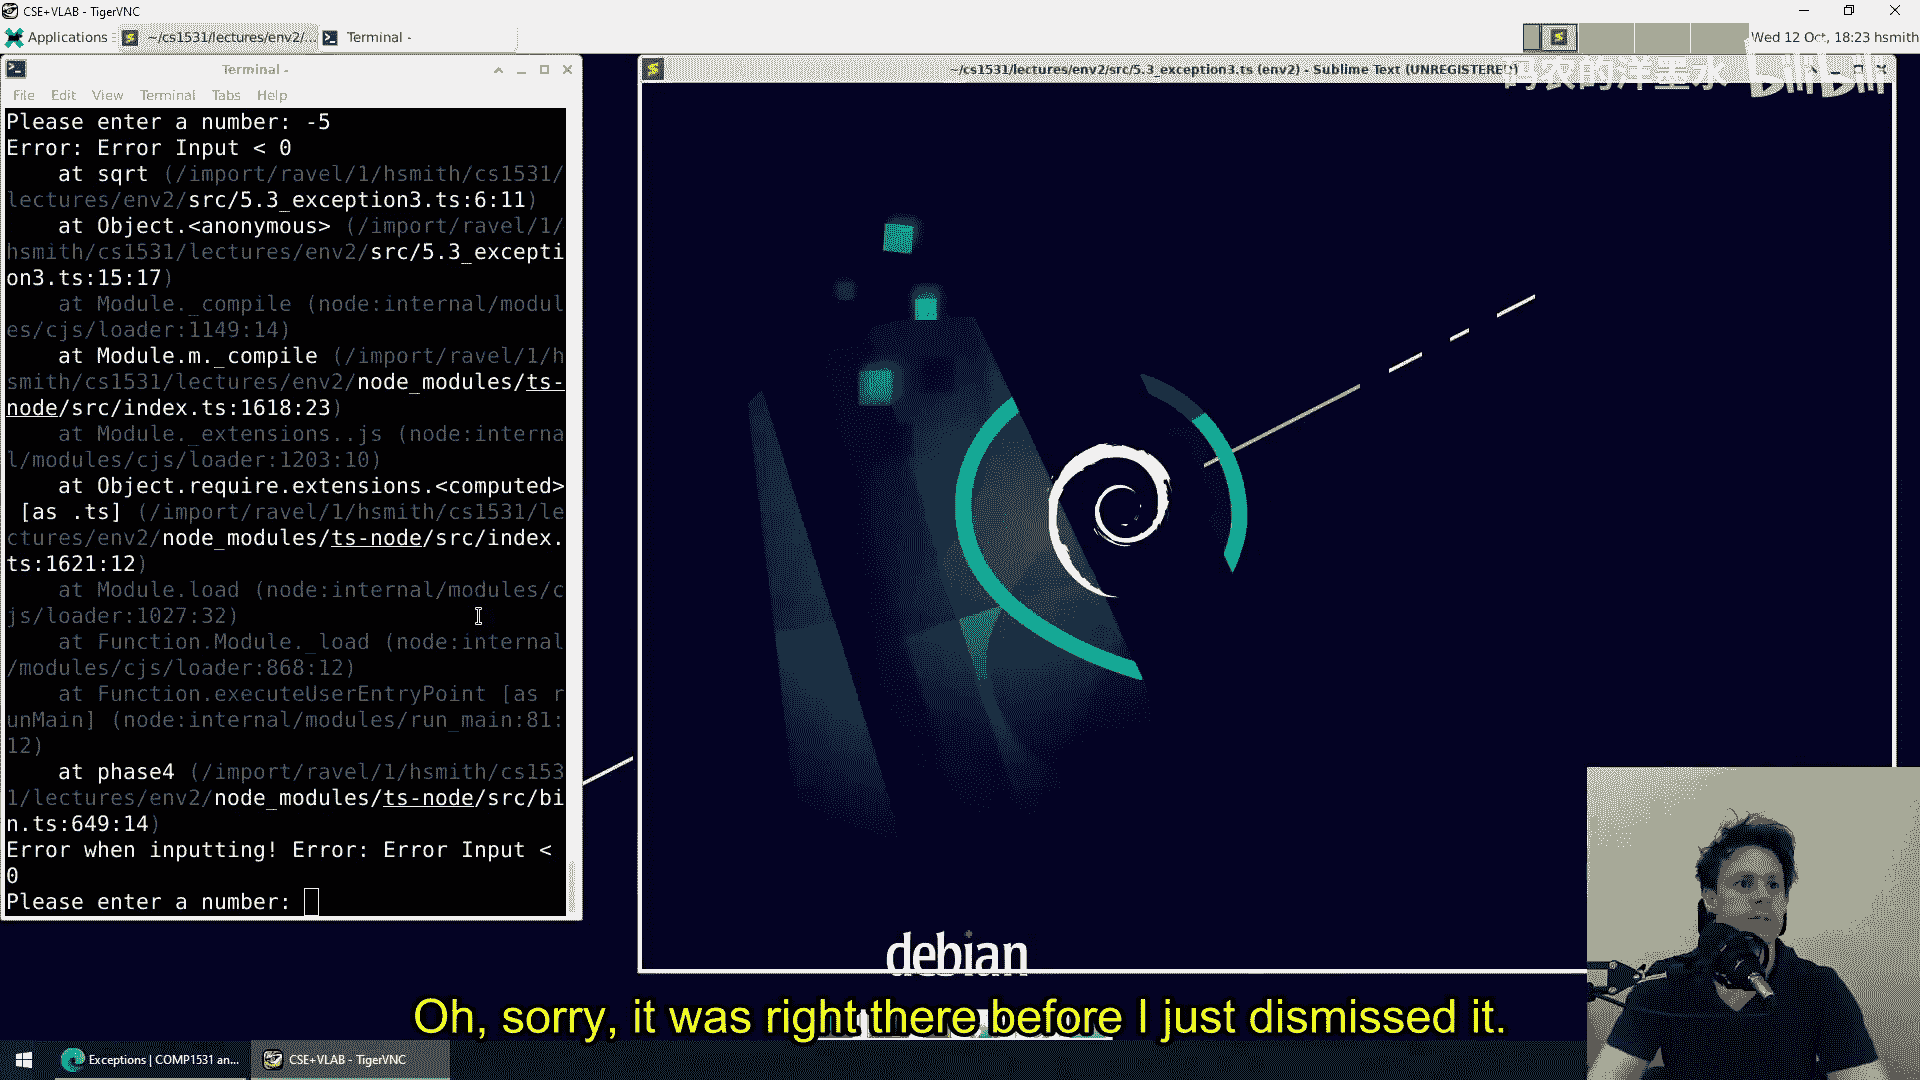 CSE+VLAB - TigerVNC
Applications
~/cs1531/lectures/env2/...
Terminal -
Wed 12 Oct, 18:23 hsmith
Terminal -
File Edit View Terminal Tabs Help
Please enter a number: -5
Error: Error Input < 0
at sqrt (/import/ravel/1/hsmith/cs1531/
lectures/env2/src/5.3_exception3.ts:6:11)
at Object.<anonymous> (/import/ravel/1/
hsmith/cs1531/lectures/env2/src/5.3_excepti
on3.ts:15:17)
at Module._compile (node:internal/modul
es/cjs/loader:1149:14)
at Module.m._compile (/import/ravel/1/h
smith/cs1531/lectures/env2/node_modules/ts-
node/src/index.ts:1618:23)
at Module._extensions..js (node:interna
l/modules/cjs/loader:1203:10)
at Object.require.extensions.<computed>
[as .ts] (/import/ravel/1/hsmith/cs1531/le
ctures/env2/node_modules/ts-node/src/index.
ts:1621:12)
at Module.load (node:internal/modules/c
js/loader:1027:32)
at Function.Module._load (node:internal
/modules/cjs/loader:868:12)
at Function.executeUserEntryPoint [as r
unMain] (node:internal/modules/run_main:81:
12)
at phase4 (/import/ravel/1/hsmith/cs153
1/lectures/env2/node_modules/ts-node/src/bi
n.ts:649:14)
Error when inputting! Error: Error Input <
0
Please enter a number:
~/cs1531/lectures/env2/src/5.3_exception3.ts (env2) - Sublime Text (UNREGISTERED)
码农的洋墨水 bilibili
debian
Oh, sorry, it was right there before I just dismissed it.
Exceptions | COMP1531 an...
CSE+VLAB - TigerVNC